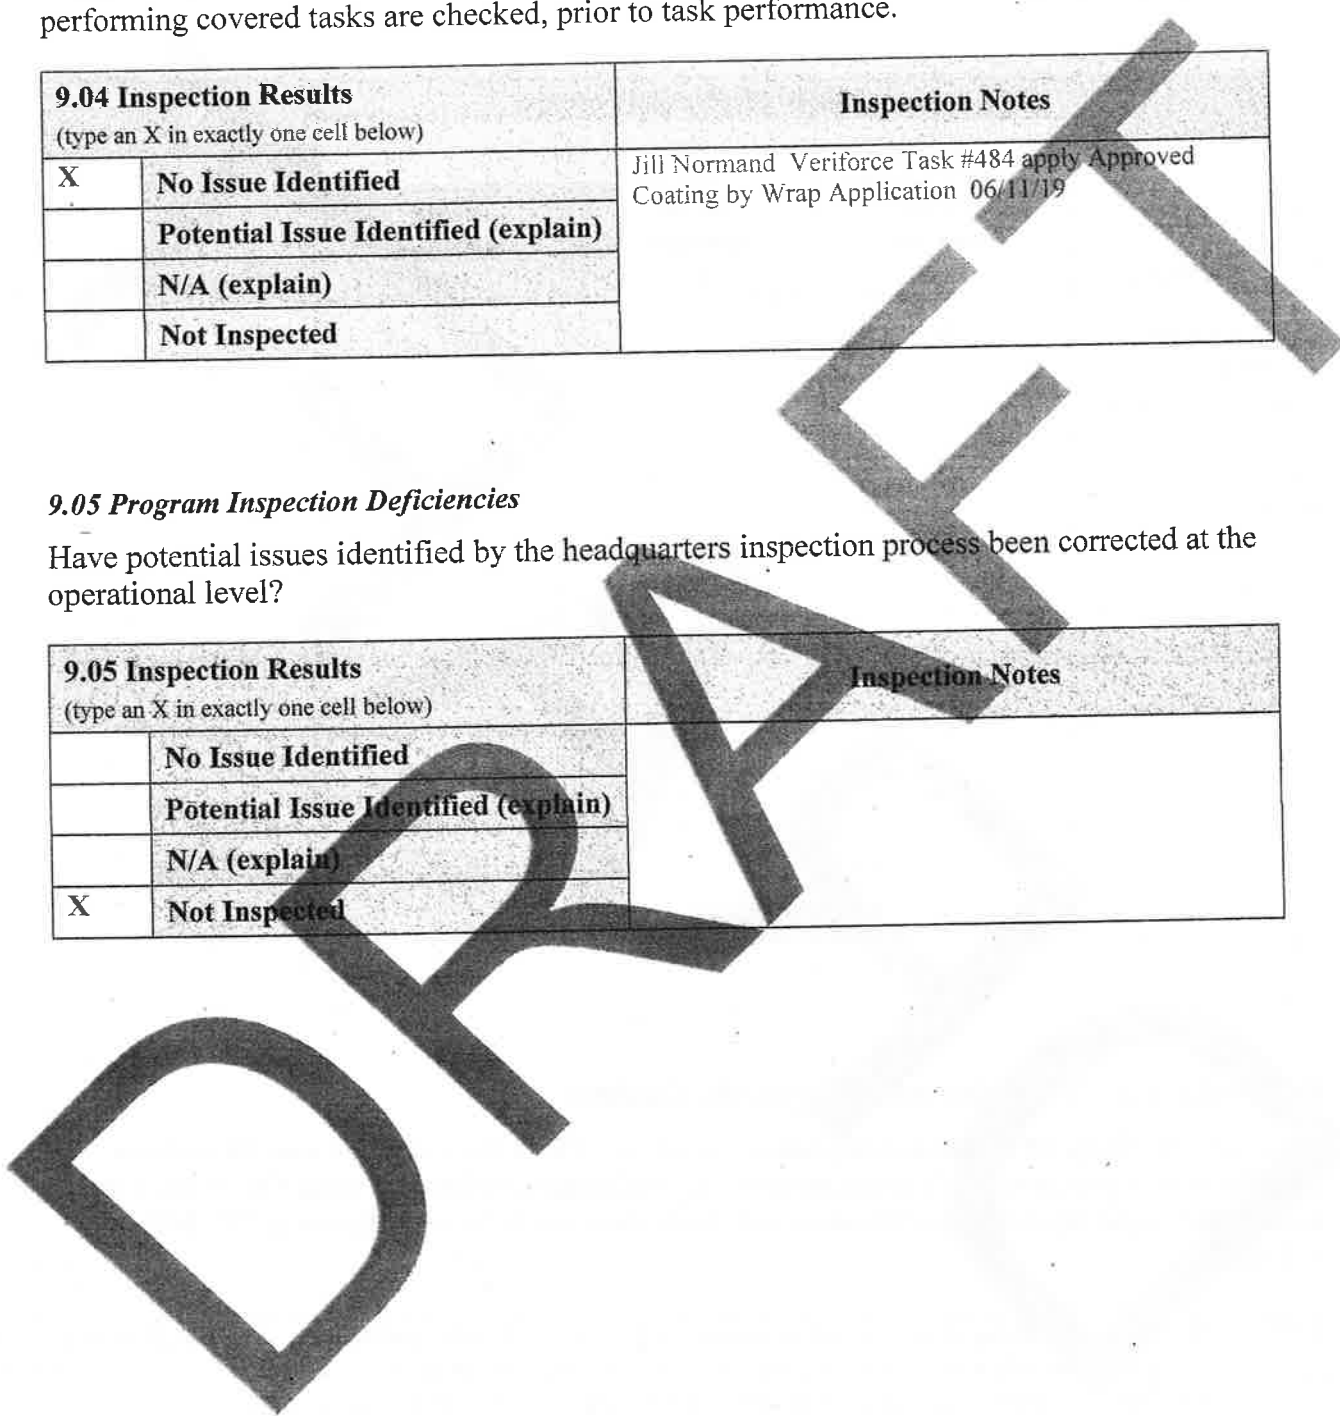 performing covered tasks are checked, prior to task performance.
9.04 Inspection Results
(type an X in exactly one cell below)
Inspection Notes
X No Issue Identified
Potential Issue Identified (explain)
N/A (explain)
Not Inspected
Jill Normand Veriforce Task #484 apply Approved
Coating by Wrap Application 06/11/19
9.05 Program Inspection Deficiencies
Have potential issues identified by the headquarters inspection process been corrected at the
operational level?
9.05 Inspection Results
(type an X in exactly one cell below)
Inspection Notes
No Issue Identified
Potential Issue Identified (explain)
N/A (explain)
X Not Inspected
DRAFT